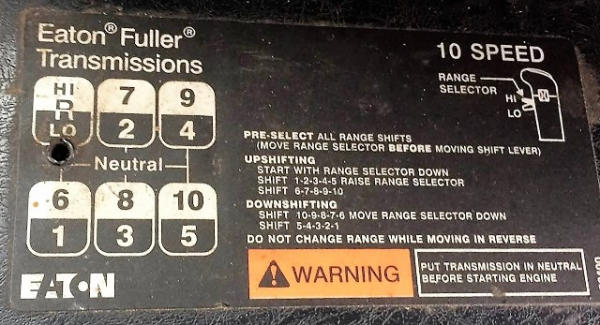 Eaton® Fuller®
Transmissions
10 SPEED
RANGE
SELECTOR
HI
LO
HI 7 9
R
LO 2 4
Neutral
6 8 10
1 3 5
PRE-SELECT ALL RANGE SHIFTS
(MOVE RANGE SELECTOR BEFORE MOVING SHIFT LEVER)
UPSHIFTING
START WITH RANGE SELECTOR DOWN
SHIFT 1-2-3-4-5 RAISE RANGE SELECTOR
SHIFT 6-7-8-9-10
DOWNSHIFTING
SHIFT 10-9-8-7-6 MOVE RANGE SELECTOR DOWN
SHIFT 5-4-3-2-1
DO NOT CHANGE RANGE WHILE MOVING IN REVERSE
EATON
WARNING
PUT TRANSMISSION IN NEUTRAL
BEFORE STARTING ENGINE